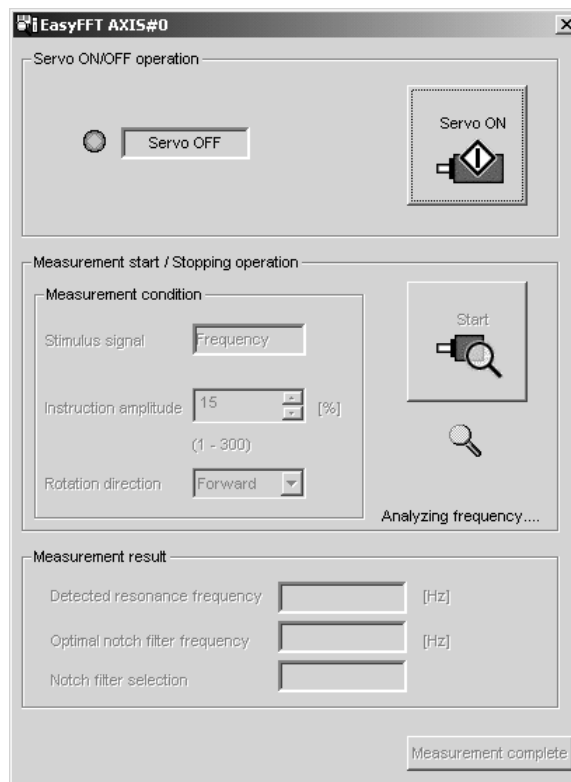 EasyFFT AXIS#0
Servo ON/OFF operation
Servo OFF
Servo ON
Measurement start / Stopping operation
Measurement condition
Stimulus signal Frequency
Instruction amplitude 15 [%]
(1 - 300)
Rotation direction Forward
Start
Analyzing frequency....
Measurement result
Detected resonance frequency [Hz]
Optimal notch filter frequency [Hz]
Notch filter selection
Measurement complete